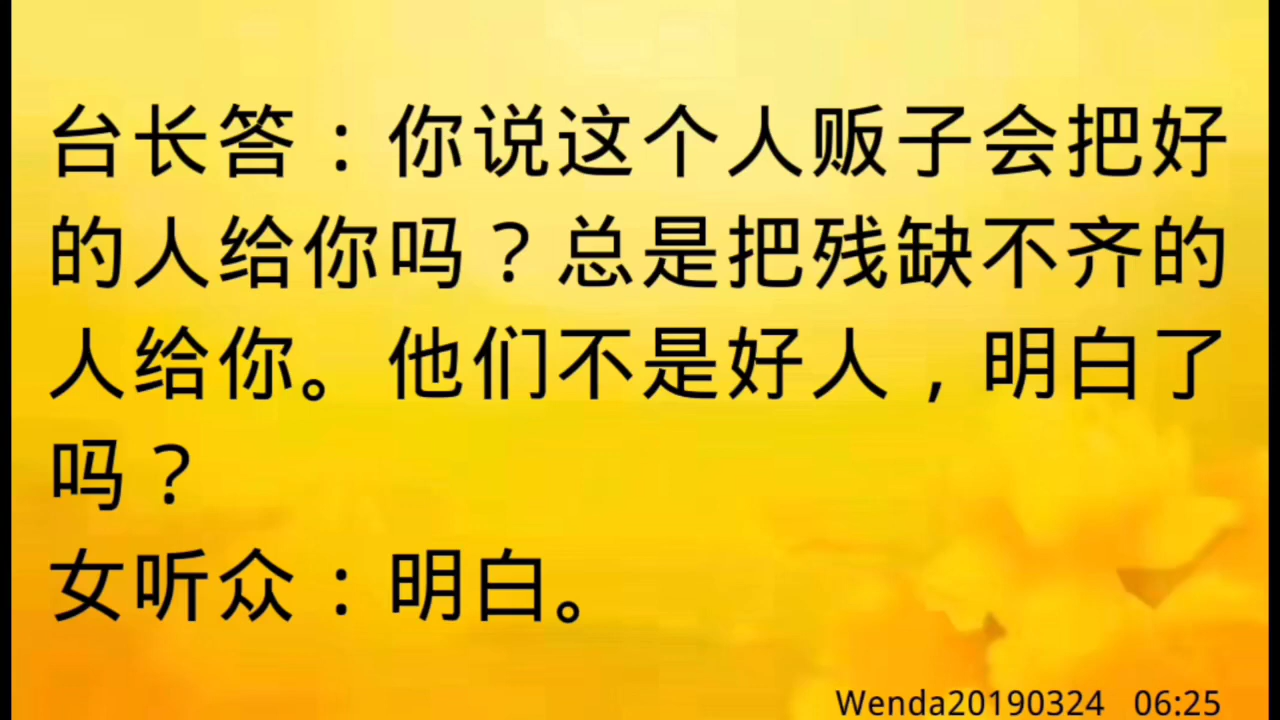 台长答：你说这个人贩子会把好
的人给你吗？总是把残缺不齐的
人给你。他们不是好人，明白了
吗？
女听众：明白。
Wenda20190324 06:25